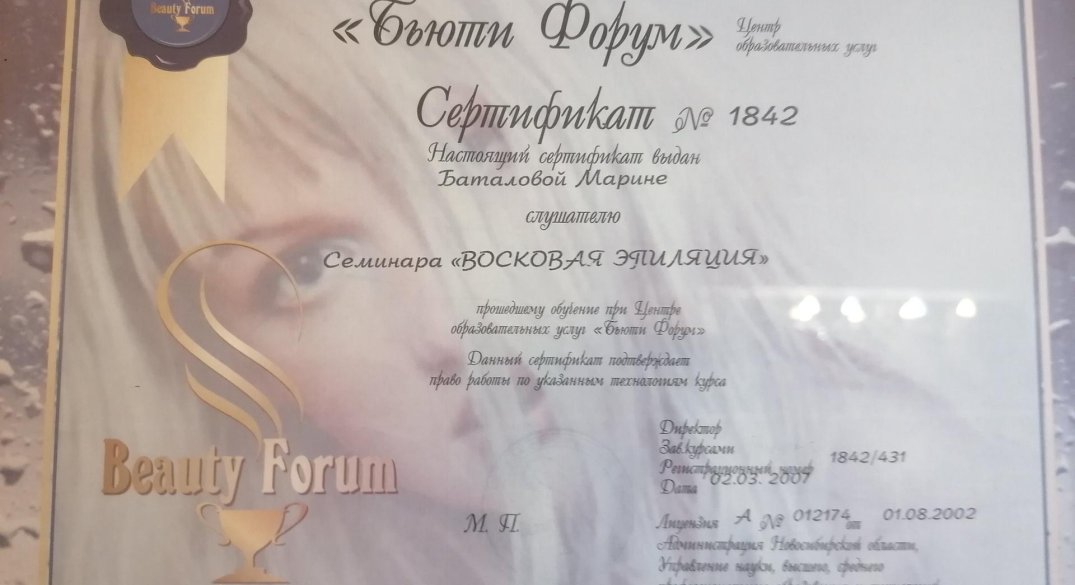 Beauty Forum
«Бьюти Форум»
Центр
образовательных услуг
Сертификат № 1842
Настоящий сертификат выдан
Баталовой Марине
слушателю
Семинара «ВОСКОВАЯ ЭПИЛЯЦИЯ»
прошедшему обучение при Центре
образовательных услуг «Бьюти Форум»
Данный сертификат подтверждает
право работы по указанным технологиям курса
Beauty Forum
Директор
Зав.курсами
Регистрационный номер 1842/431
Дата 02.03. 2007
М. П.
Лицензия А № 012174 от 01.08.2002
Администрация Новосибирской области,
Управление науки, высшего, среднего